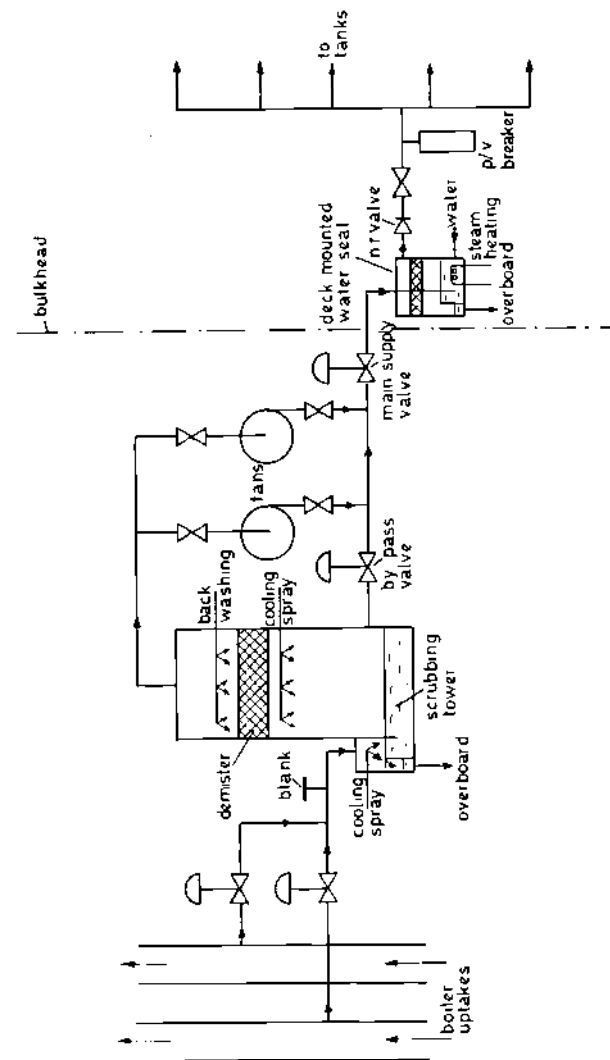 bulkhead
to
tanks
p/v
breaker
n r valve
deck mounted
water seal
water
steam
heating
overboard
main supply
valve
fans
by pass
valve
back
washing
cooling
spray
demister
scrubbing
tower
blank
cooling
spray
overboard
boiler
uptakes